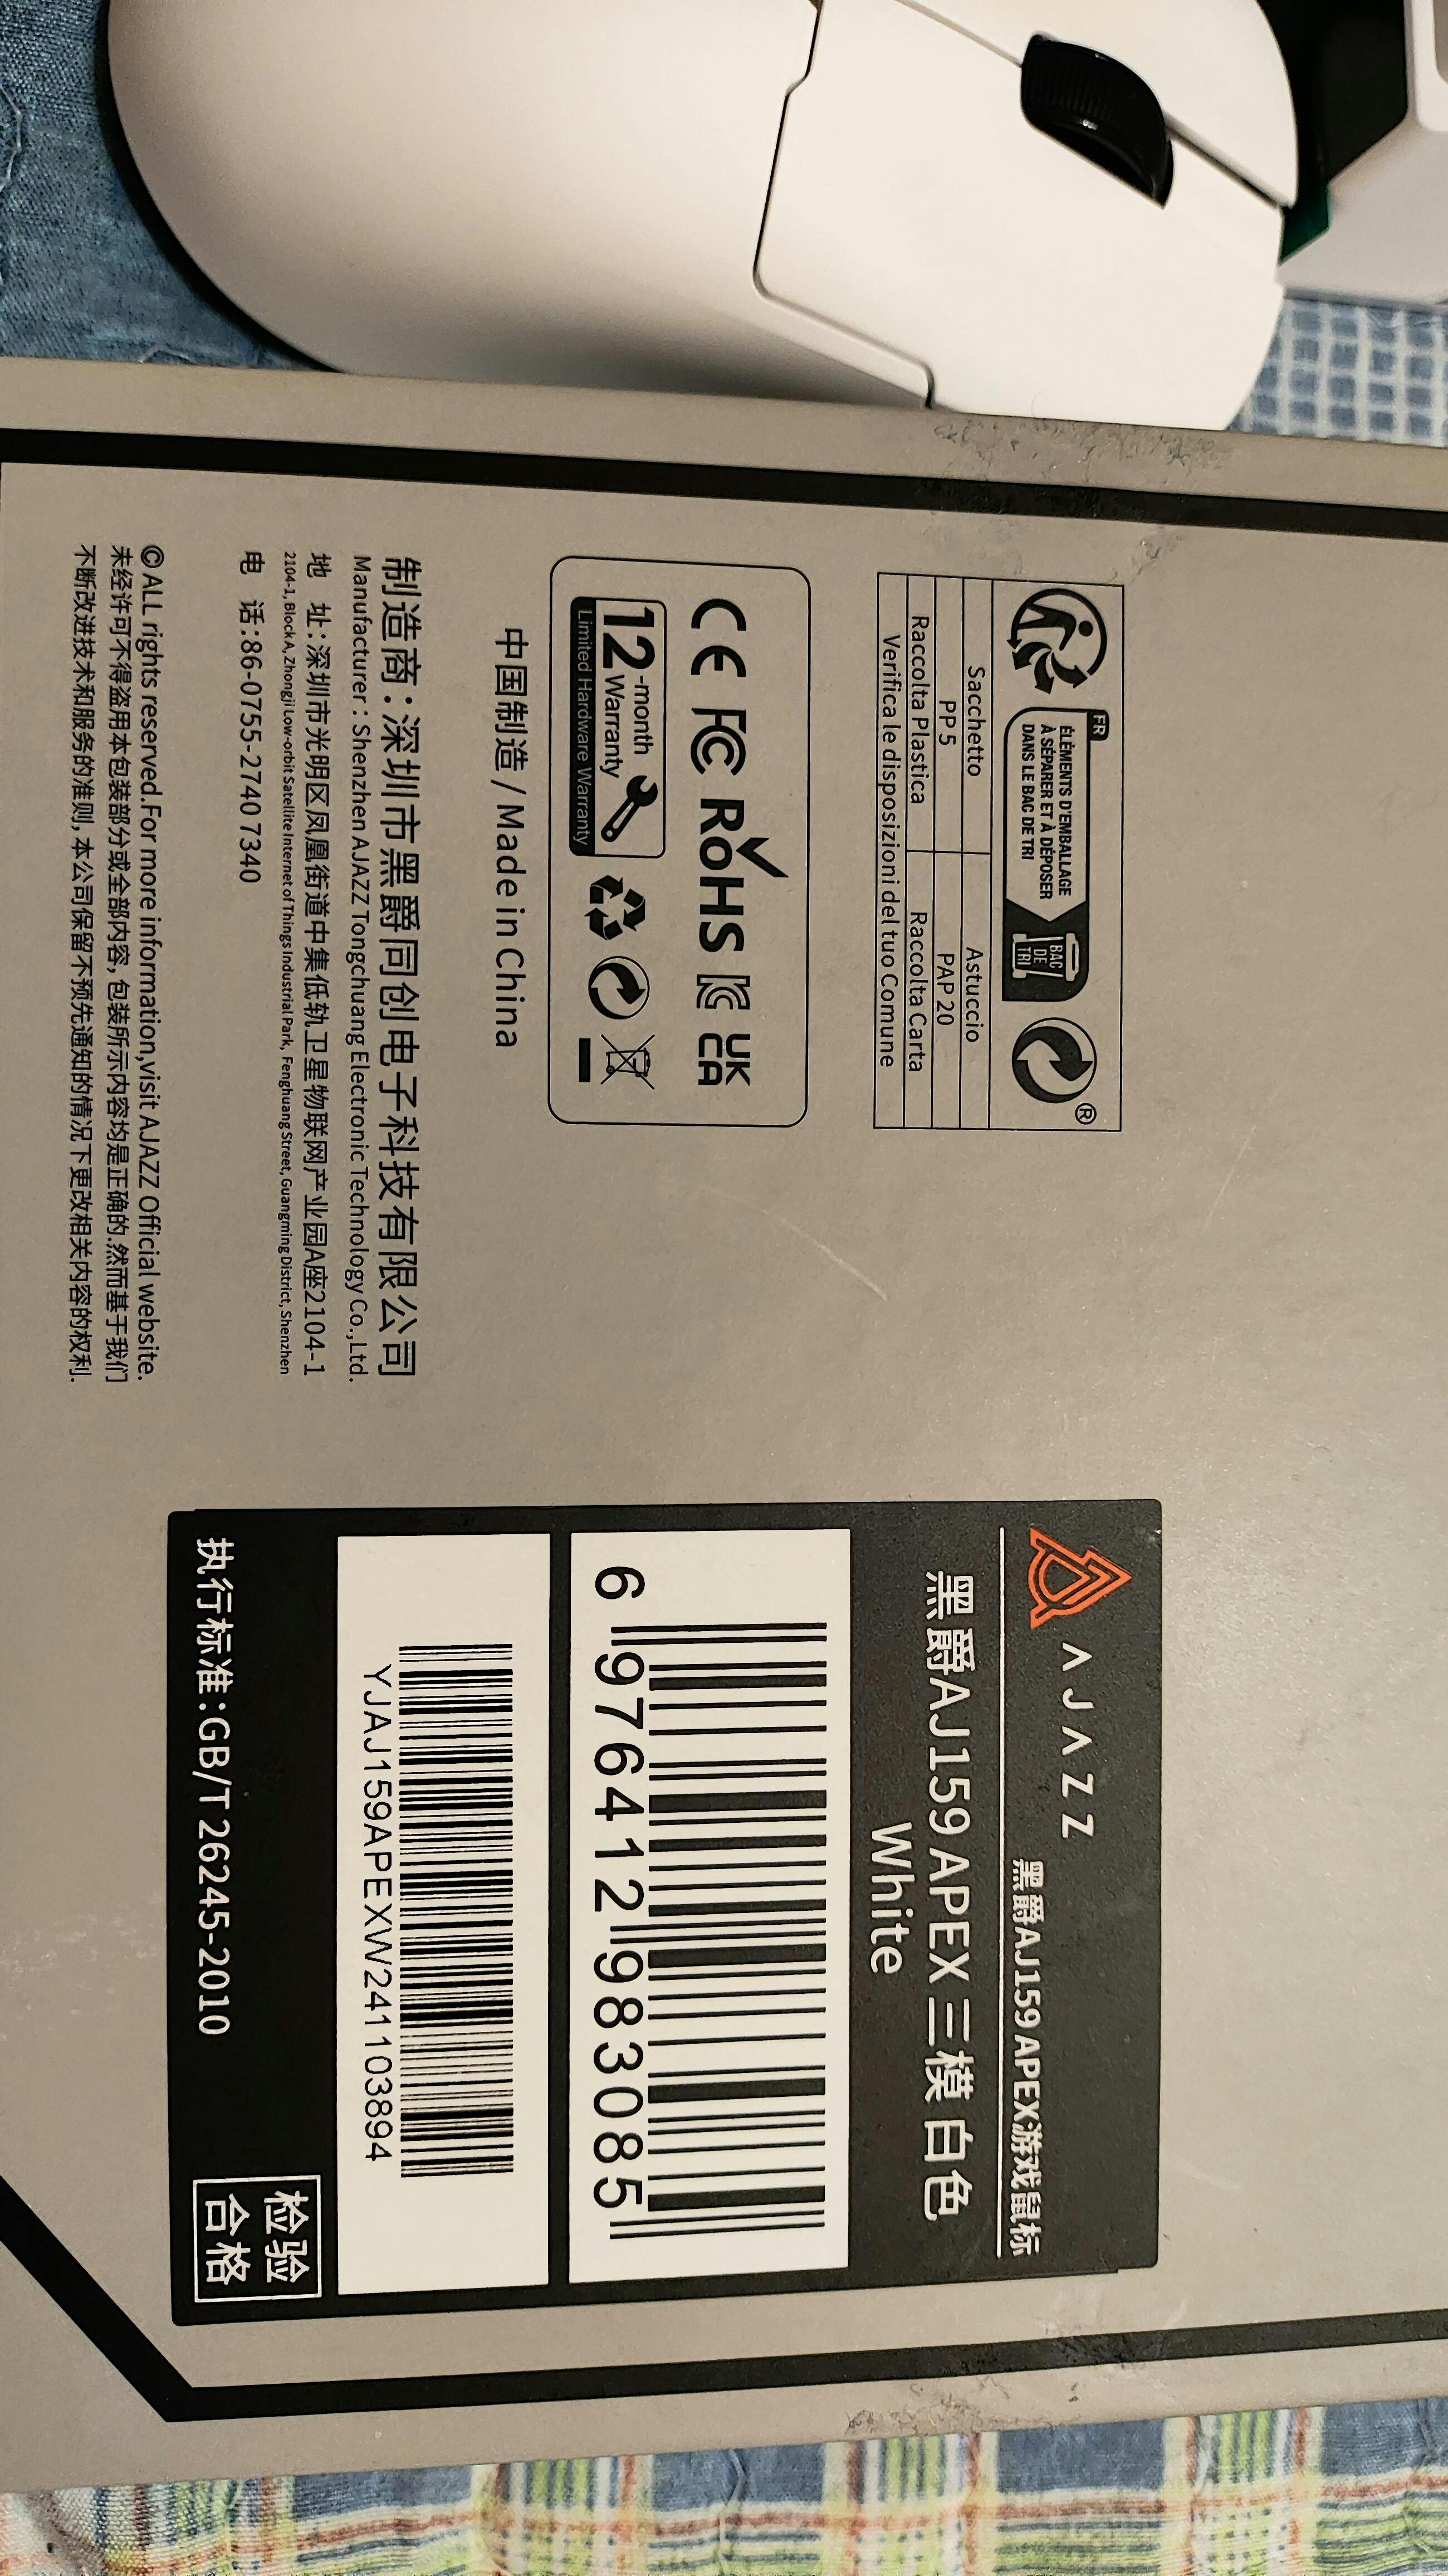 FR
ÉLÉMENTS D'EMBALLAGE
À SÉPARER ET À DÉPOSER
DANS LE BAC DE TRI
BAC
DE
TRI
®
Sacchetto Astuccio
PP 5 PAP 20
Raccolta Plastica Raccolta Carta
Verifica le disposizioni del tuo Comune
CE FC RoHS KC UK CA
12-month
Warranty
Limited Hardware Warranty
中国制造 / Made in China
制造商:深圳市黑爵同创电子科技有限公司
Manufacturer : Shenzhen AJAZZ Tongchuang Electronic Technology Co.,Ltd.
地 址:深圳市光明区凤凰街道中集低轨卫星物联网产业园A座2104-1
2104-1, Block A, Zhongji Low-orbit Satellite Internet of Things Industrial Park, Fenghuang Street, Guangming District, Shenzhen
电 话:86-0755-2740 7340
© ALL rights reserved.For more information,visit AJAZZ Official website.
未经许可不得盗用本包装部分或全部内容, 包装所示内容均是正确的.然而基于我们
不断改进技术和服务的准则, 本公司保留不预先通知的情况下更改相关内容的权利.
AJAZZ
黑爵AJ159 APEX游戏鼠标
黑爵AJ159 APEX 三模 白色
White
6 976412 983085
YJAJ159APEXW241103894
执行标准:GB/T 26245-2010
检验
合格